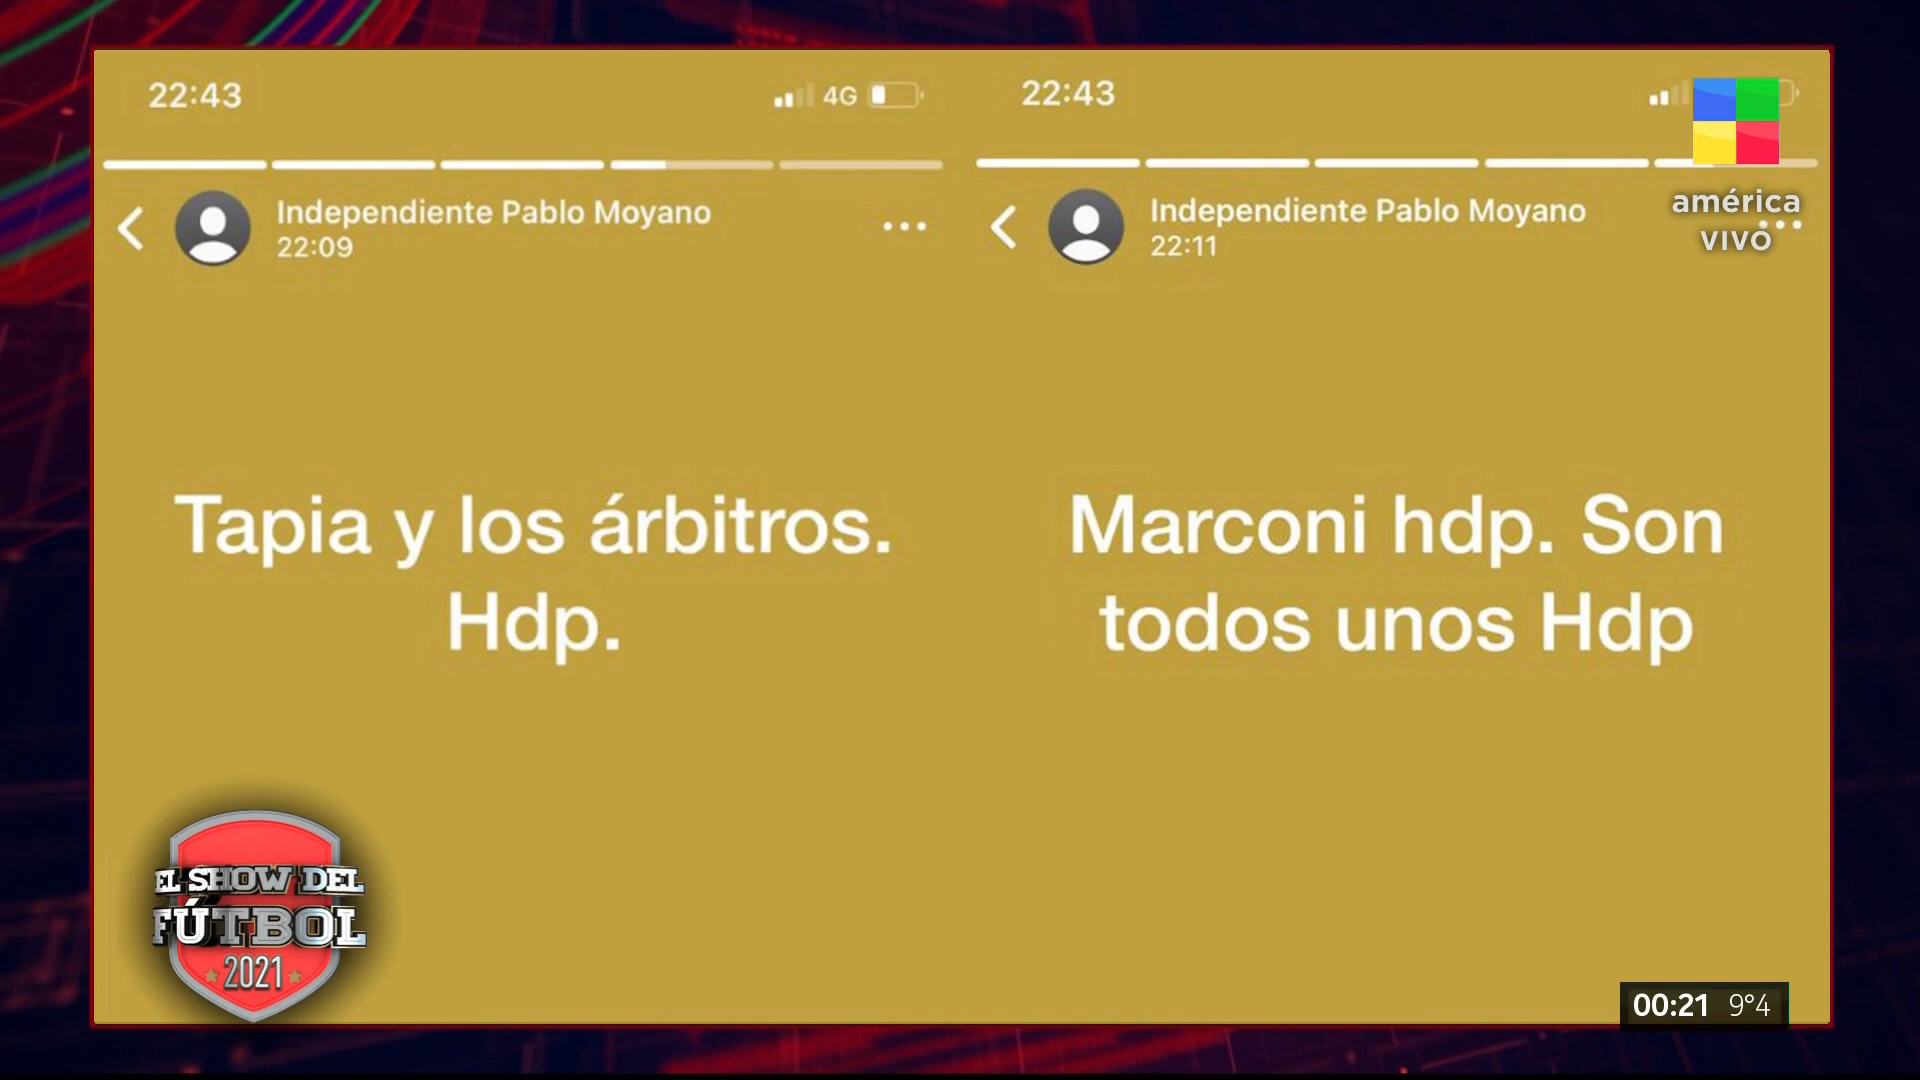 22:43
4G
Independiente Pablo Moyano
22:09
Tapia y los árbitros.
Hdp.
22:43
Independiente Pablo Moyano
22:11
Marconi hdp. Son
todos unos Hdp
américa
VIVO
EL SHOW DEL
FÚTBOL
2021
00:21 9°4